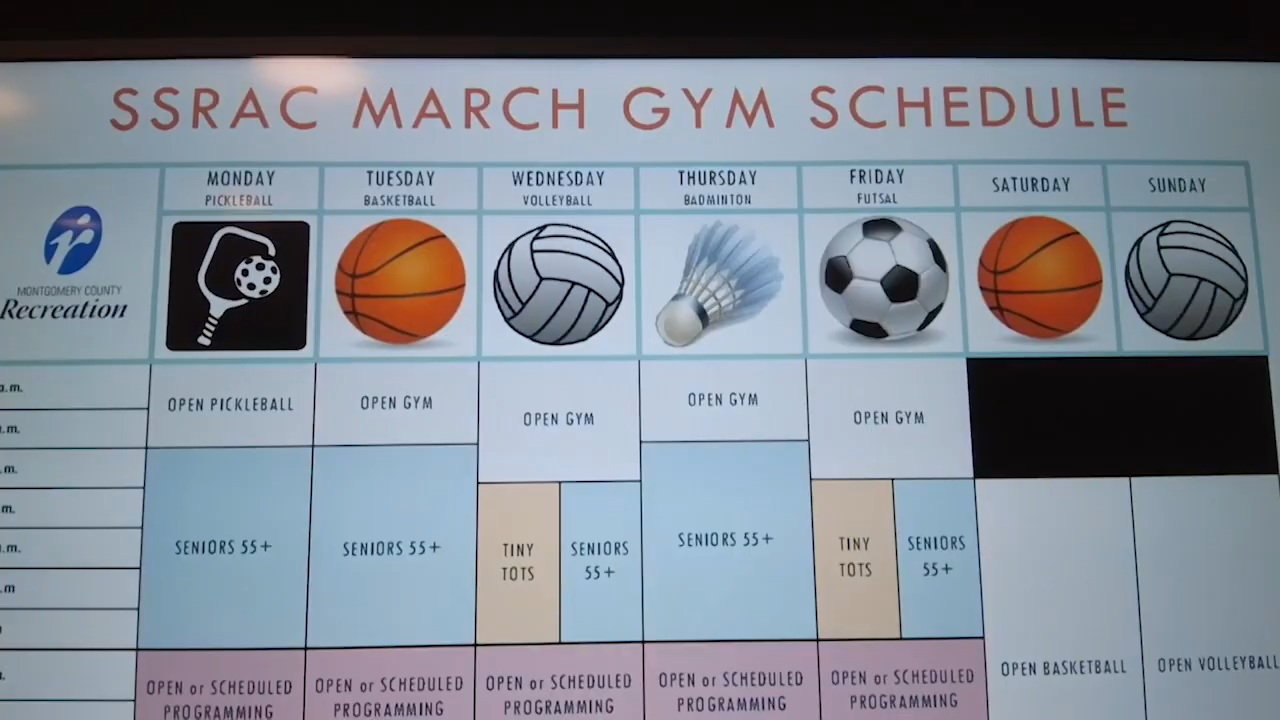 SSRAC MARCH GYM SCHEDULE
MONDAY
PICKLEBALL
TUESDAY
BASKETBALL
WEDNESDAY
VOLLEYBALL
THURSDAY
BADMINTON
FRIDAY
FUTSAL
SATURDAY
SUNDAY
MONTGOMERY COUNTY
Recreation
OPEN PICKLEBALL
OPEN GYM
OPEN GYM
OPEN GYM
OPEN GYM
SENIORS 55+
SENIORS 55+
TINY
TOTS
SENIORS
55+
SENIORS 55+
TINY
TOTS
SENIORS
55+
OPEN or SCHEDULED
PROGRAMMING
OPEN or SCHEDULED
PROGRAMMING
OPEN or SCHEDULED
PROGRAMMING
OPEN or SCHEDULED
PROGRAMMING
OPEN or SCHEDULED
PROGRAMMING
OPEN BASKETBALL
OPEN VOLLEYBALL